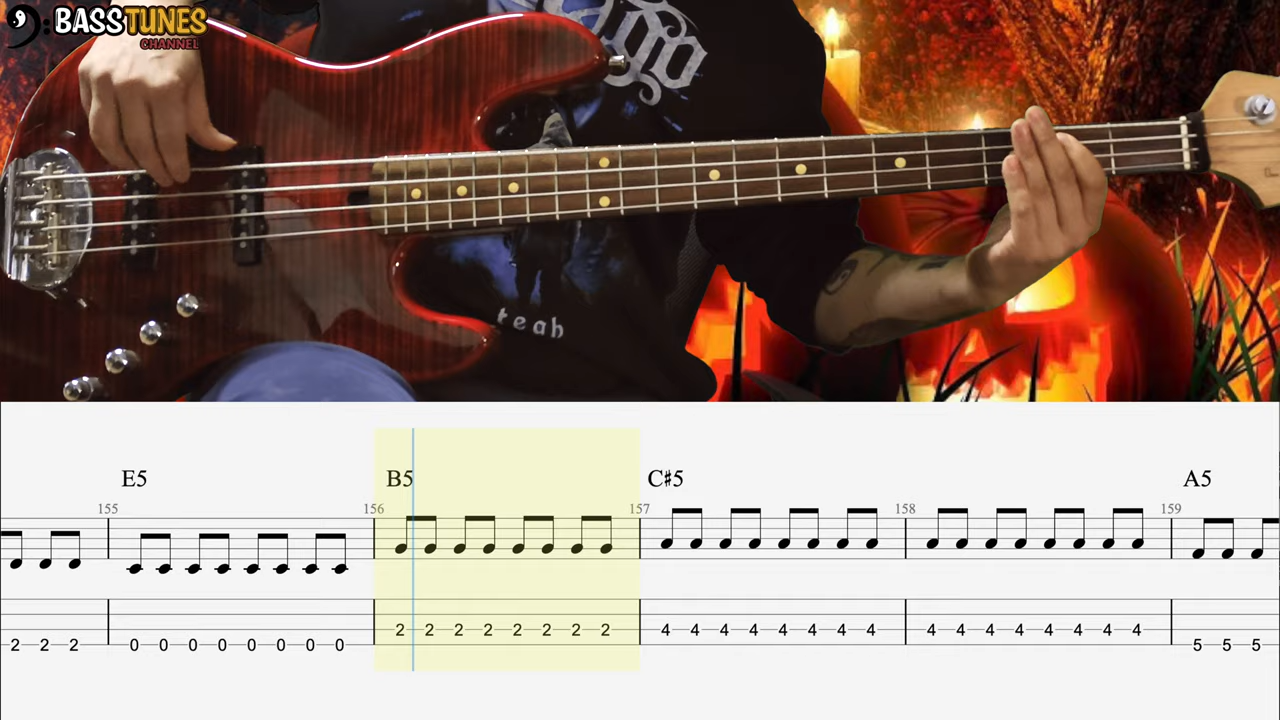 BASSTUNES
CHANNEL
teah
E5 B5 C♯5 A5
155 156 157 158 159
2 2 2 0 0 0 0 0 0 0 0 2 2 2 2 2 2 2 2 4 4 4 4 4 4 4 4 4 4 4 4 4 4 4 4 5 5 5